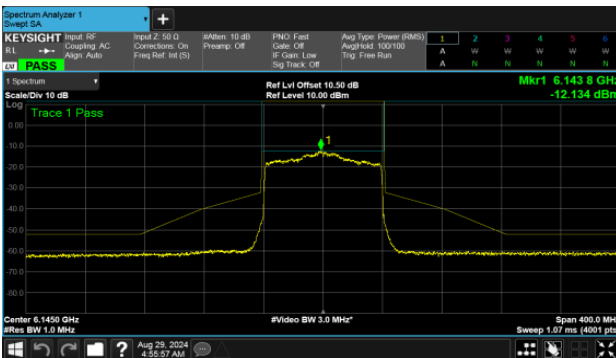 Spectrum Analyzer 1
Swept SA
KEYSIGHT
Input: RF
Input Z: 50 Ω
#Atten: 10 dB
PNO: Fast
Avg Type: Power (RMS)
1 2 3 4 5 6
RL
Coupling: AC
Corrections: On
Preamp: Off
Gate: Off
Avg|Hold: 100/100
A W W W W W
Align: Auto
Freq Ref: Int (S)
IF Gain: Low
Trig: Free Run
Sig Track: Off
A N N N N N
PASS
1 Spectrum
Ref Lvl Offset 10.50 dB
Mkr1 6.143 8 GHz
Scale/Div 10 dB
Ref Level 10.00 dBm
-12.134 dBm
Log
Trace 1 Pass
0.00
1
-10.0
-20.0
-30.0
-40.0
-50.0
-60.0
-70.0
-80.0
Center 6.1450 GHz
#Video BW 3.0 MHz*
Span 400.0 MHz
#Res BW 1.0 MHz
Sweep 1.07 ms (4001 pts)
Aug 29, 2024
4:55:57 AM